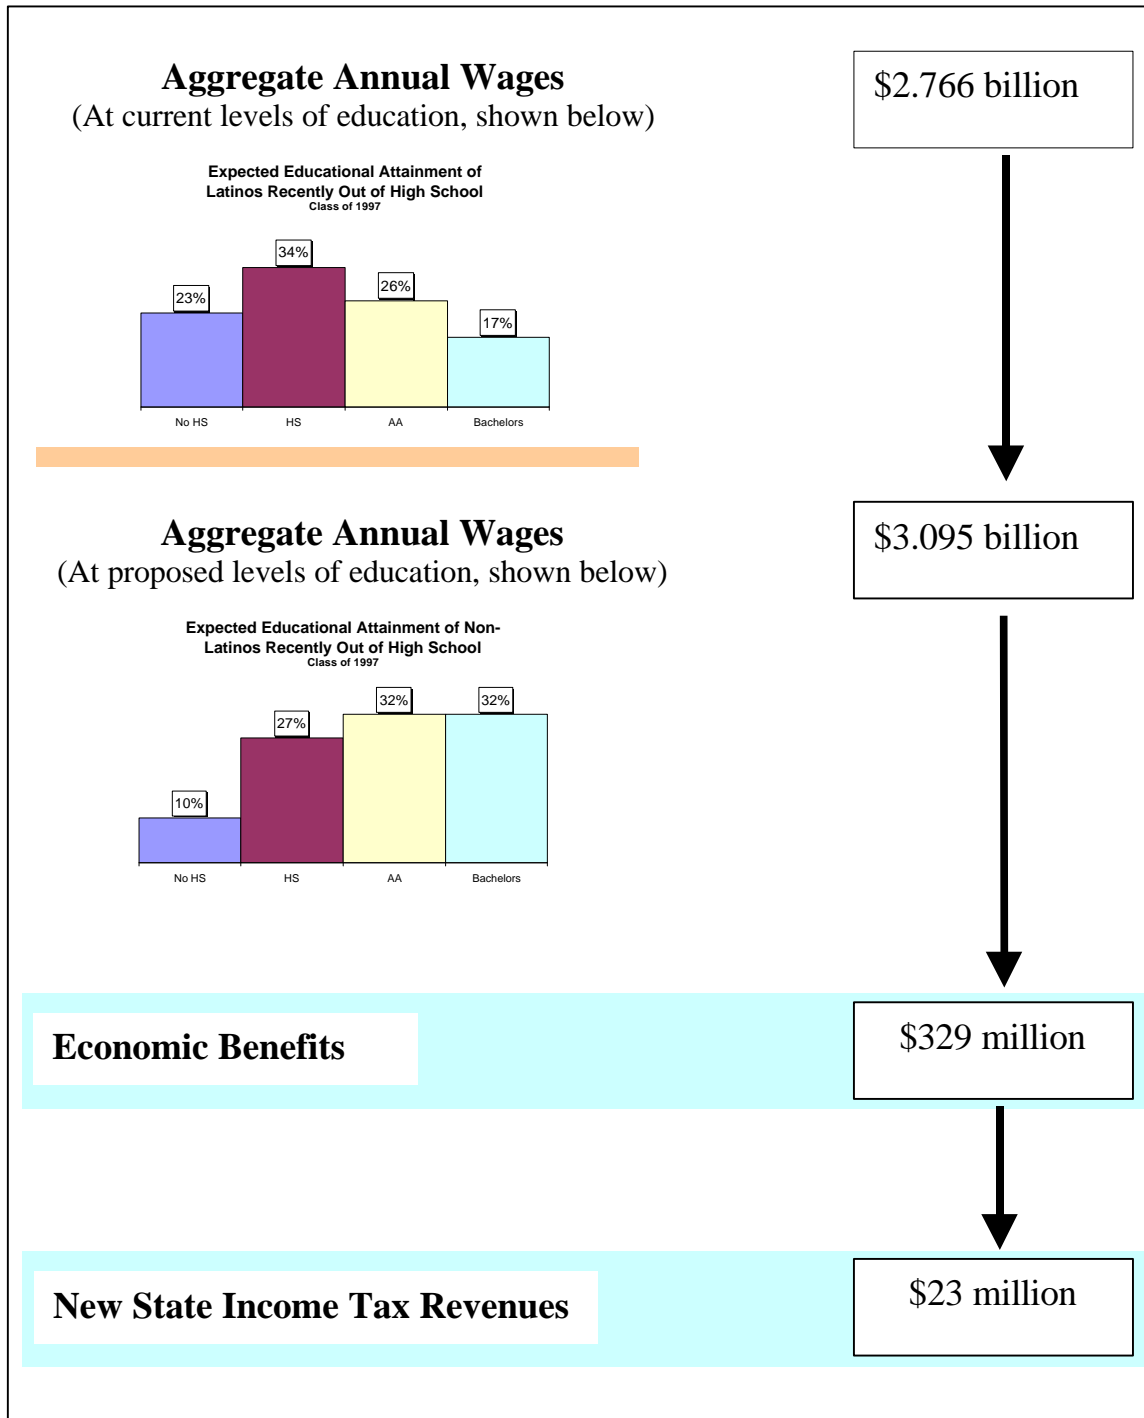 Aggregate Annual Wages
(At current levels of education, shown below)
$2.766 billion
Expected Educational Attainment of
Latinos Recently Out of High School
Class of 1997
23%
34%
26%
17%
No HS
HS
AA
Bachelors
Aggregate Annual Wages
(At proposed levels of education, shown below)
$3.095 billion
Expected Educational Attainment of Non-
Latinos Recently Out of High School
Class of 1997
10%
27%
32%
32%
No HS
HS
AA
Bachelors
Economic Benefits
$329 million
New State Income Tax Revenues
$23 million